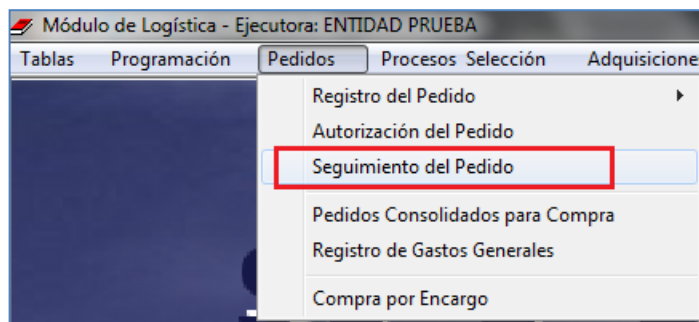 Módulo de Logística - Ejecutora: ENTIDAD PRUEBA
Tablas Programación Pedidos Procesos Selección Adquisicione
Registro del Pedido
Autorización del Pedido
Seguimiento del Pedido
Pedidos Consolidados para Compra
Registro de Gastos Generales
Compra por Encargo